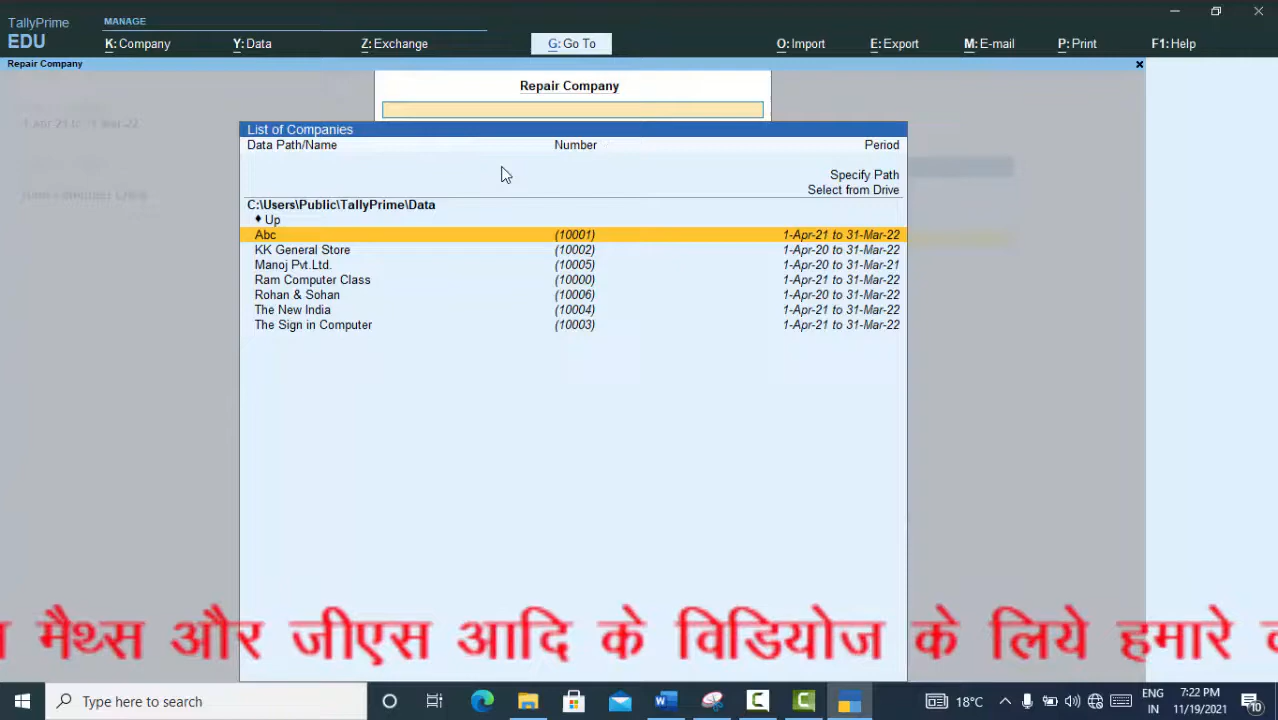 TallyPrime
MANAGE
EDU
K: Company
Y: Data
Z: Exchange
G: Go To
O: Import
E: Export
M: E-mail
P: Print
F1: Help
Repair Company
Repair Company
List of Companies
Data Path/Name Number Period
Specify Path
Select from Drive
C:\Users\Public\TallyPrime\Data
♦ Up
Abc (10001) 1-Apr-21 to 31-Mar-22
KK General Store (10002) 1-Apr-20 to 31-Mar-22
Manoj Pvt.Ltd. (10005) 1-Apr-20 to 31-Mar-21
Ram Computer Class (10000) 1-Apr-21 to 31-Mar-22
Rohan & Sohan (10006) 1-Apr-20 to 31-Mar-22
The New India (10004) 1-Apr-21 to 31-Mar-22
The Sign in Computer (10003) 1-Apr-21 to 31-Mar-22
मैथ्स और जीएस आदि के विडियोज के लिये हमारे
Type here to search
18°C
ENG
IN
7:22 PM
11/19/2021
10